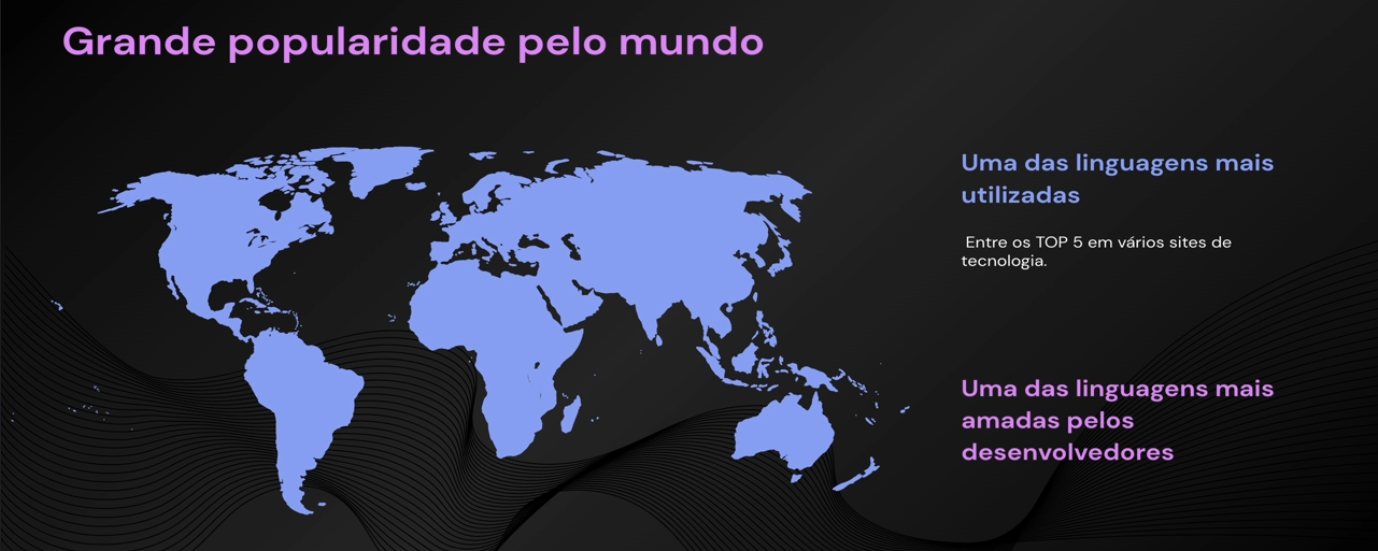 Grande popularidade pelo mundo
Uma das linguagens mais
utilizadas
Entre os TOP 5 em vários sites de
tecnologia.
Uma das linguagens mais
amadas pelos
desenvolvedores